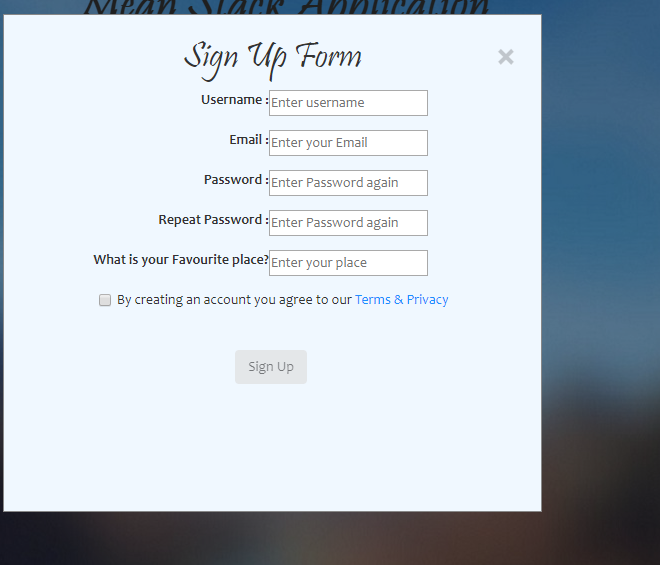 Mean Stack Application
Sign Up Form
×
Username : Enter username
Email : Enter your Email
Password : Enter Password again
Repeat Password : Enter Password again
What is your Favourite place? Enter your place
By creating an account you agree to our Terms & Privacy
Sign Up